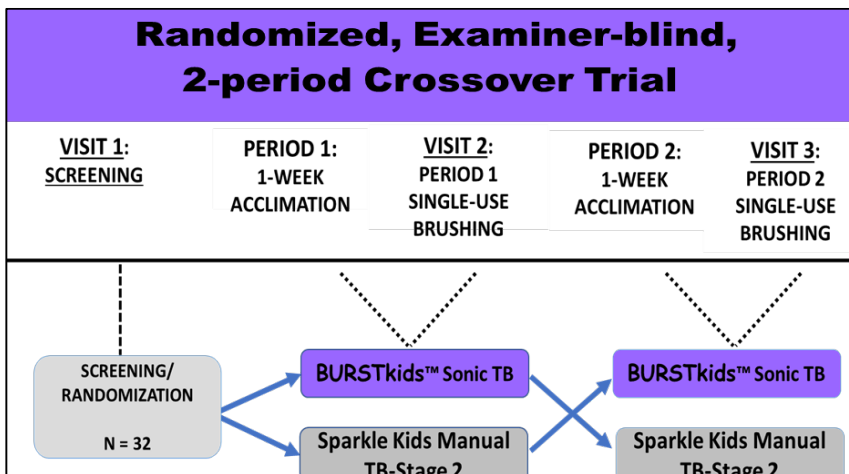 Randomized, Examiner-blind,
2-period Crossover Trial
VISIT 1:
SCREENING
PERIOD 1:
1-WEEK
ACCLIMATION
VISIT 2:
PERIOD 1
SINGLE-USE
BRUSHING
PERIOD 2:
1-WEEK
ACCLIMATION
VISIT 3:
PERIOD 2
SINGLE-USE
BRUSHING
SCREENING/
RANDOMIZATION
N = 32
BURSTkids™ Sonic TB
Sparkle Kids Manual
TB-Stage 2
BURSTkids™ Sonic TB
Sparkle Kids Manual
TB-Stage 2